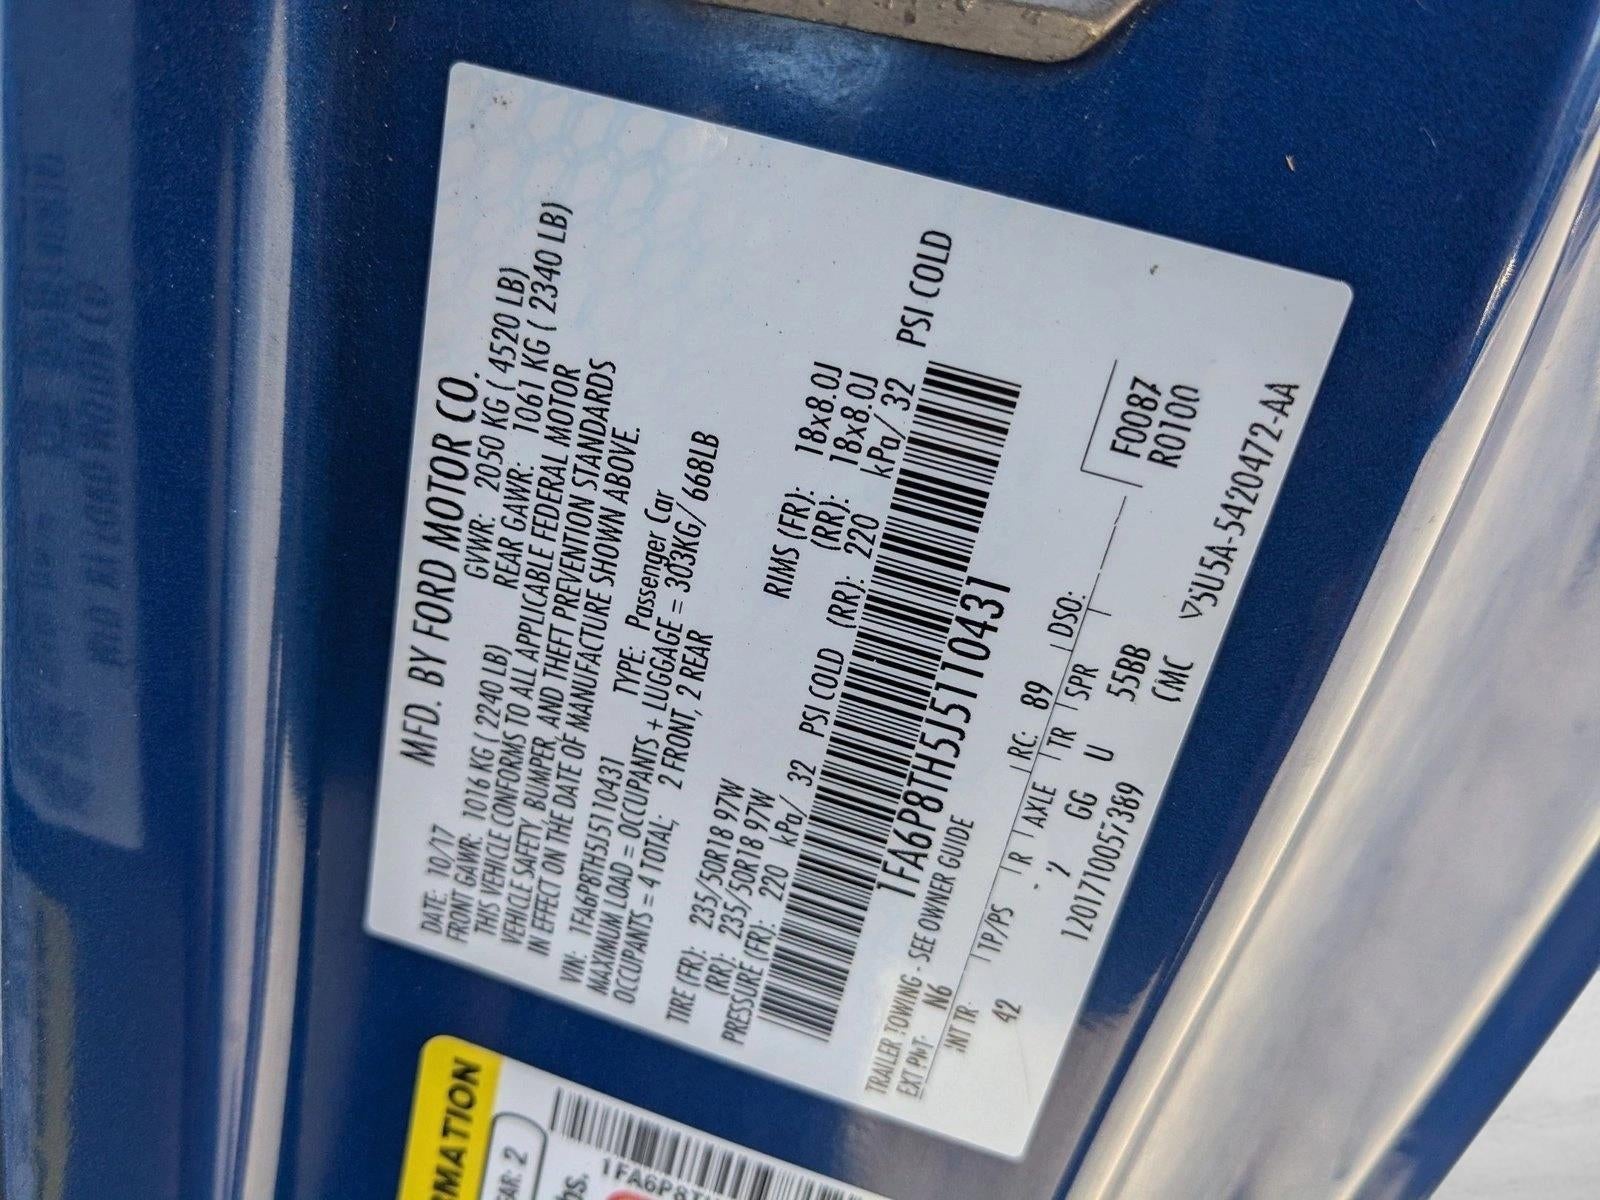 MFD. BY FORD MOTOR CO.
DATE: 10/17 GVWR: 2050 KG ( 4520 LB)
FRONT GAWR: 1016 KG ( 2240 LB) REAR GAWR: 1061 KG ( 2340 LB)
THIS VEHICLE CONFORMS TO ALL APPLICABLE FEDERAL MOTOR
VEHICLE SAFETY, BUMPER, AND THEFT PREVENTION STANDARDS
IN EFFECT ON THE DATE OF MANUFACTURE SHOWN ABOVE.
VIN: 1FA6P8TH5J5110431 TYPE: Passenger Car
MAXIMUM LOAD = OCCUPANTS + LUGGAGE = 303KG/ 668LB
OCCUPANTS = 4 TOTAL; 2 FRONT, 2 REAR
TIRE (FR): 235/50R18 97W RIMS (FR): 18x8.0J
(RR): 235/50R18 97W (RR): 18x8.0J
PRESSURE (FR): 220 kPa/ 32 PSI COLD (RR): 220 kPa/ 32 PSI COLD
1FA6P8TH5J5110431
TRAILER TOWING - SEE OWNER GUIDE
EXT PNT: N6 RC: 89 DSO:
INT TR TP/PS R AXLE TR SPR
42 - 2 GG U 55BB
F0087
R0100
1201710057389 CMC V5U5A-5420472-AA
RMATION
EAR: 2
bs.
1FA6P8T